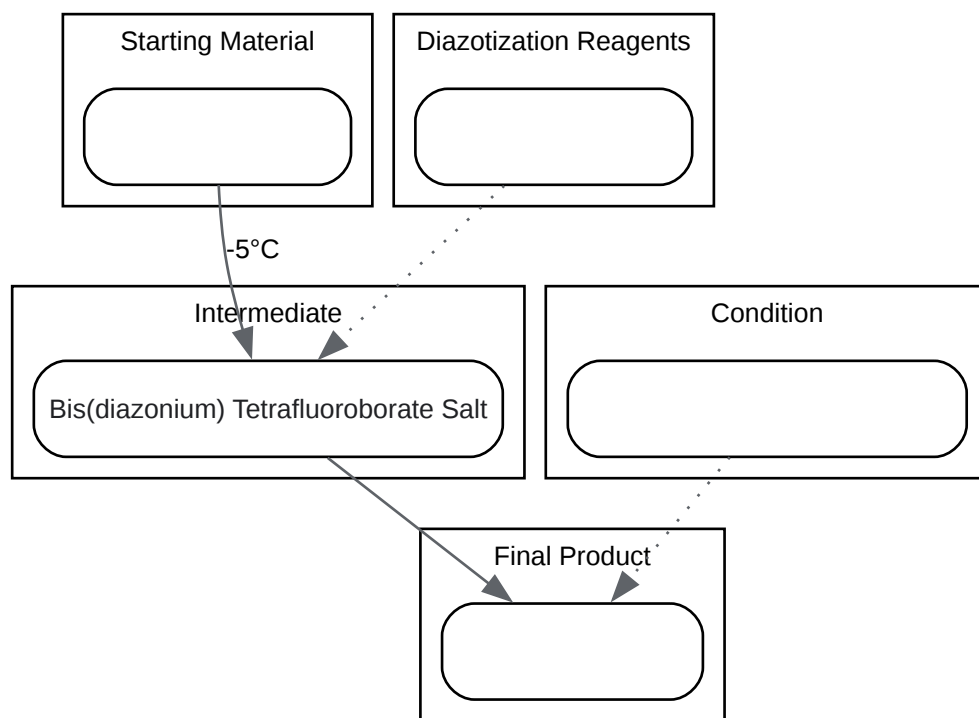 Starting Material
Diazotization Reagents
-5°C
Intermediate
Condition
Bis(diazonium) Tetrafluoroborate Salt
Final Product